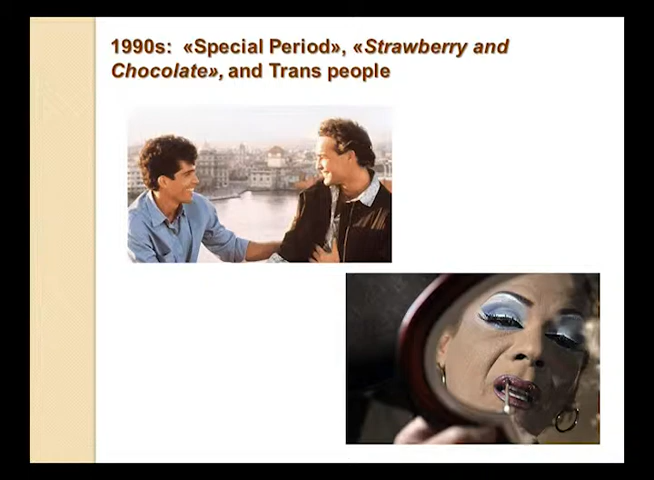 1990s:  «Special Period», «Strawberry and
Chocolate», and Trans people